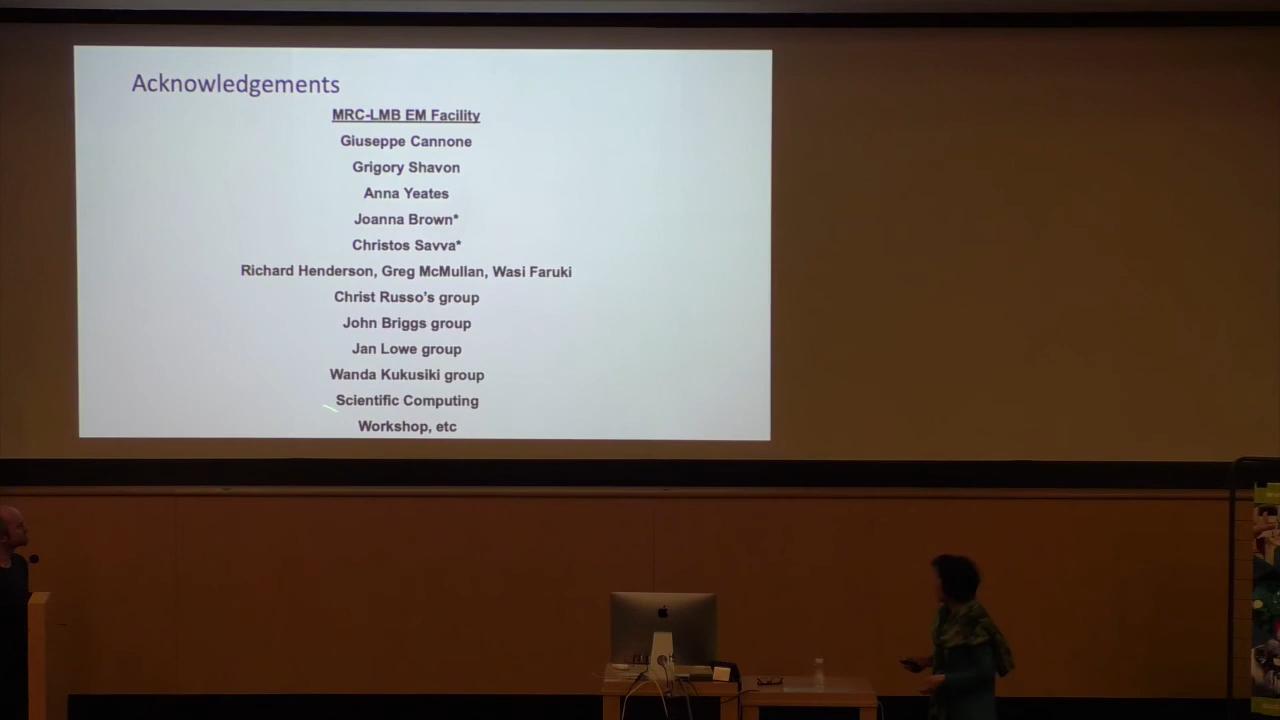 Acknowledgements
MRC-LMB EM Facility
Giuseppe Cannone
Grigory Shavon
Anna Yeates
Joanna Brown*
Christos Savva*
Richard Henderson, Greg McMullan, Wasi Faruki
Christ Russo's group
John Briggs group
Jan Lowe group
Wanda Kukusiki group
Scientific Computing
Workshop, etc